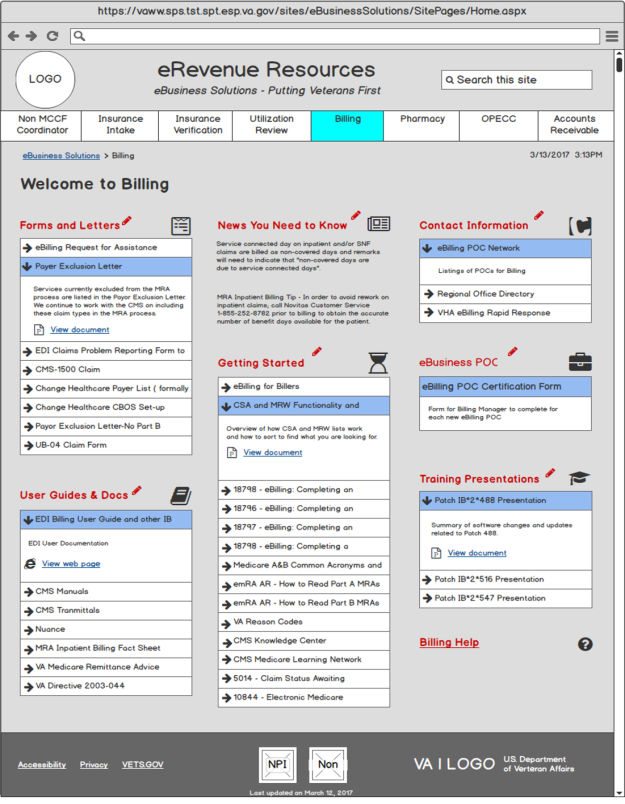 https://vaww.sps.tst.spt.esp.va.gov/sites/eBusinessSolutions/SitePages/Home.aspx
LOGO
eRevenue Resources
eBusiness Solutions - Putting Veterans First
Search this site
Non MCCF Coordinator
Insurance Intake
Insurance Verification
Utilization Review
Billing
Pharmacy
OPECC
Accounts Receivable
eBusiness Solutions > Billing
3/13/2017 3:13PM
Welcome to Billing
Forms and Letters
eBilling Request for Assistance
Payer Exclusion Letter
Services currently excluded from the MRA
process are listed in the Payor Exclusion Letter
We continue to work with the CMS on including
these claim types in the MRA process.
View document
EDI Claims Problem Reporting Form to
CMS-1500 Claim
Change Healthcare Payer List ( formally
Change Healthcare CBOS Set-up
Payor Exclusion Letter-No Part B
UB-04 Claim Form
User Guides & Docs
EDI Billing User Guide and other IB
EDI User Documentation
View web page
CMS Manuals
CMS Tranmittals
Nuance
MRA Inpatient Billing Fact Sheet
VA Medicare Remittance Advice
VA Directive 2003-044
News You Need to Know
Service connected day on inpatient and/or SNF
claims are billed as non-covered days and remarks
will need to indicate that "non-covered days are
due to service connected days".
MRA Inpatient Billing Tip - In order to avoid rework on
inpatient claims, call Novitas Customer Service
1-855-252-8782 prior to billing to obtain the accurate
number of benefit days available for the patient.
Getting Started
eBilling for Billers
CSA and MRW Functionality and
Overview of how CSA and MRW lists work
and how to sort to find what you are looking for.
View document
18798 - eBilling: Completing an
18796 - eBilling: Completing an
18797 - eBilling: Completing an
18798 - eBilling: Completing a
Medicare A&B Common Acronyms and
emRA AR - How to Read Part A MRAs
emRA AR - How to Read Part B MRAs
VA Reason Codes
CMS Knowledge Center
CMS Medicare Learning Network
5014 - Claim Status Awaiting
10844 - Electronic Medicare
Contact Information
eBilling POC Network
Listings of POCs for Billing
Regional Office Directory
VHA eBilling Rapid Response
eBusiness POC
eBilling POC Certification Form
Form for Billing Manager to complete for
each new eBilling POC
Training Presentations
Patch IB*2*488 Presentation
Summary of software changes and updates
related to Patch 488.
View document
Patch IB*2*516 Presentation
Patch IB*2*547 Presentation
Billing Help
Accessibility
Privacy
VETS.GOV
NPI
Non
Last updated on March 12, 2017
VA | LOGO
U.S. Department
of Verteran Affairs